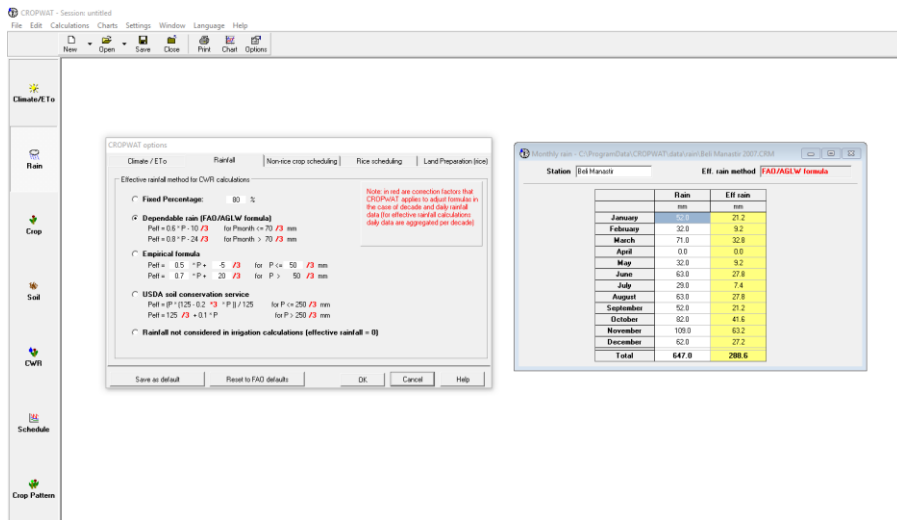 CROPWAT - Session: untitled
File Edit Calculations Charts Settings Window Language Help
New Open Save Close Print Chart Options
Climate/ETo
Rain
Crop
Soil
CWR
Schedule
Crop Pattern
CROPWAT options
Climate / ETo Rainfall Non-rice crop scheduling Rice scheduling Land Preparation (rice)
Effective rainfall method for CWR calculations
Fixed Percentage: 80 %
Dependable rain (FAO/AGLW formula)
Peff = 0.6 * P - 10 /3 for Pmonth <= 70 /3 mm
Peff = 0.8 * P - 24 /3 for Pmonth > 70 /3 mm
Empirical formula
Peff = 0.5 * P + -5 /3 for P <= 50 /3 mm
Peff = 0.7 * P + 20 /3 for P > 50 /3 mm
USDA soil conservation service
Peff = (P * (125 - 0.2 *3 * P)) / 125 for P <= 250 /3 mm
Peff = 125 /3 + 0.1 * P for P > 250 /3 mm
Rainfall not considered in irrigation calculations (effective rainfall = 0)
Note: in red are correction factors that
CROPWAT applies to adjust formulas in
the case of decade and daily rainfall
data (for effective rainfall calculations
daily data are aggregated per decade)
Save as default Reset to FAO defaults OK Cancel Help
Monthly rain - C:\ProgramData\CROPWAT\data\rain\Beli Manastir 2007.CRM
Station Beli Manastir Eff. rain method FAO/AGLW formula
Rain Eff rain
mm mm
January 52.0 21.2
February 32.0 9.2
March 71.0 32.8
April 0.0 0.0
May 32.0 9.2
June 63.0 27.8
July 29.0 7.4
August 63.0 27.8
September 52.0 21.2
October 82.0 41.6
November 109.0 63.2
December 62.0 27.2
Total 647.0 288.6